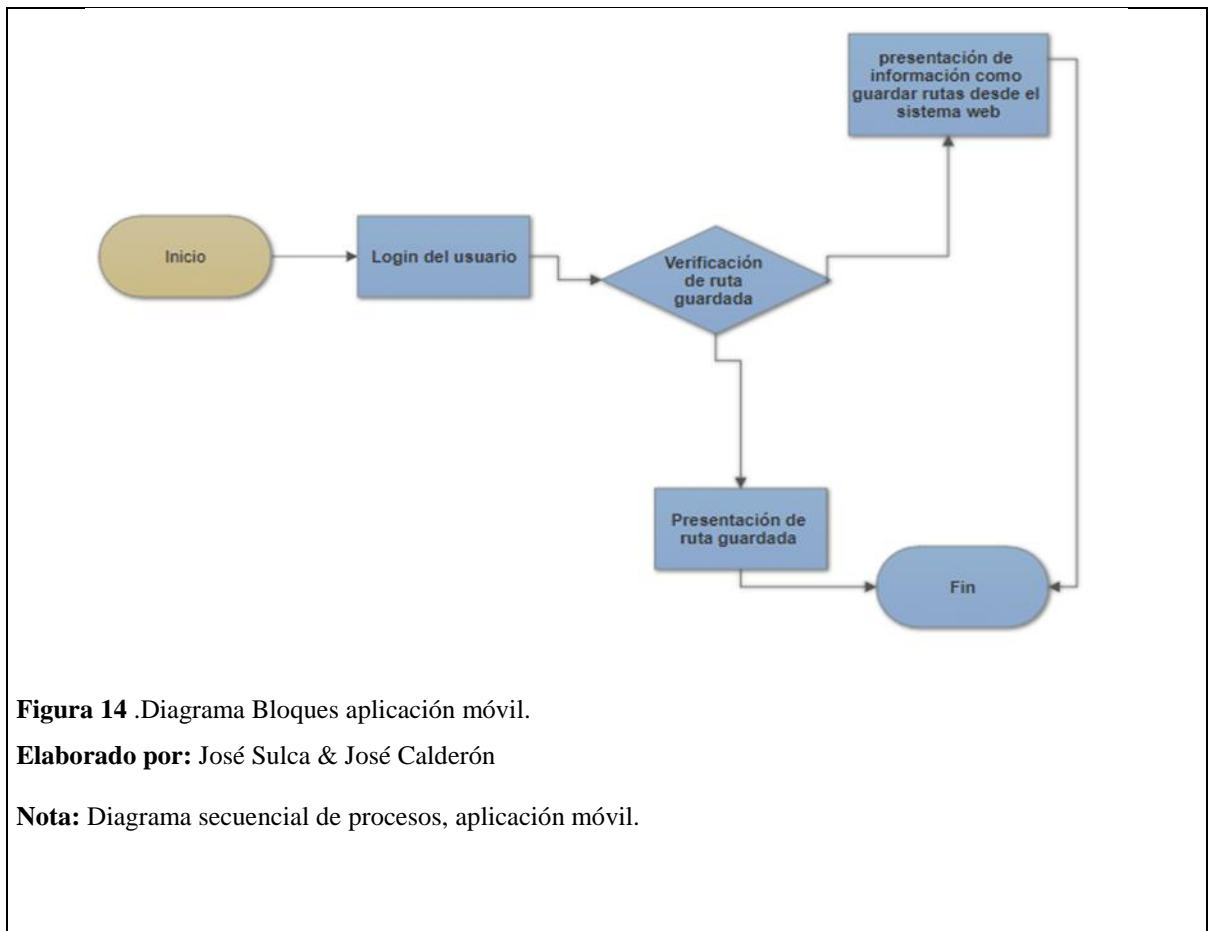 presentación de
información como
guardar rutas desde el
sistema web
Inicio
Login del usuario
Verificación
de ruta
guardada
Presentación de
ruta guardada
Fin
Figura 14 .Diagrama Bloques aplicación móvil.
Elaborado por: José Sulca & José Calderón
Nota: Diagrama secuencial de procesos, aplicación móvil.